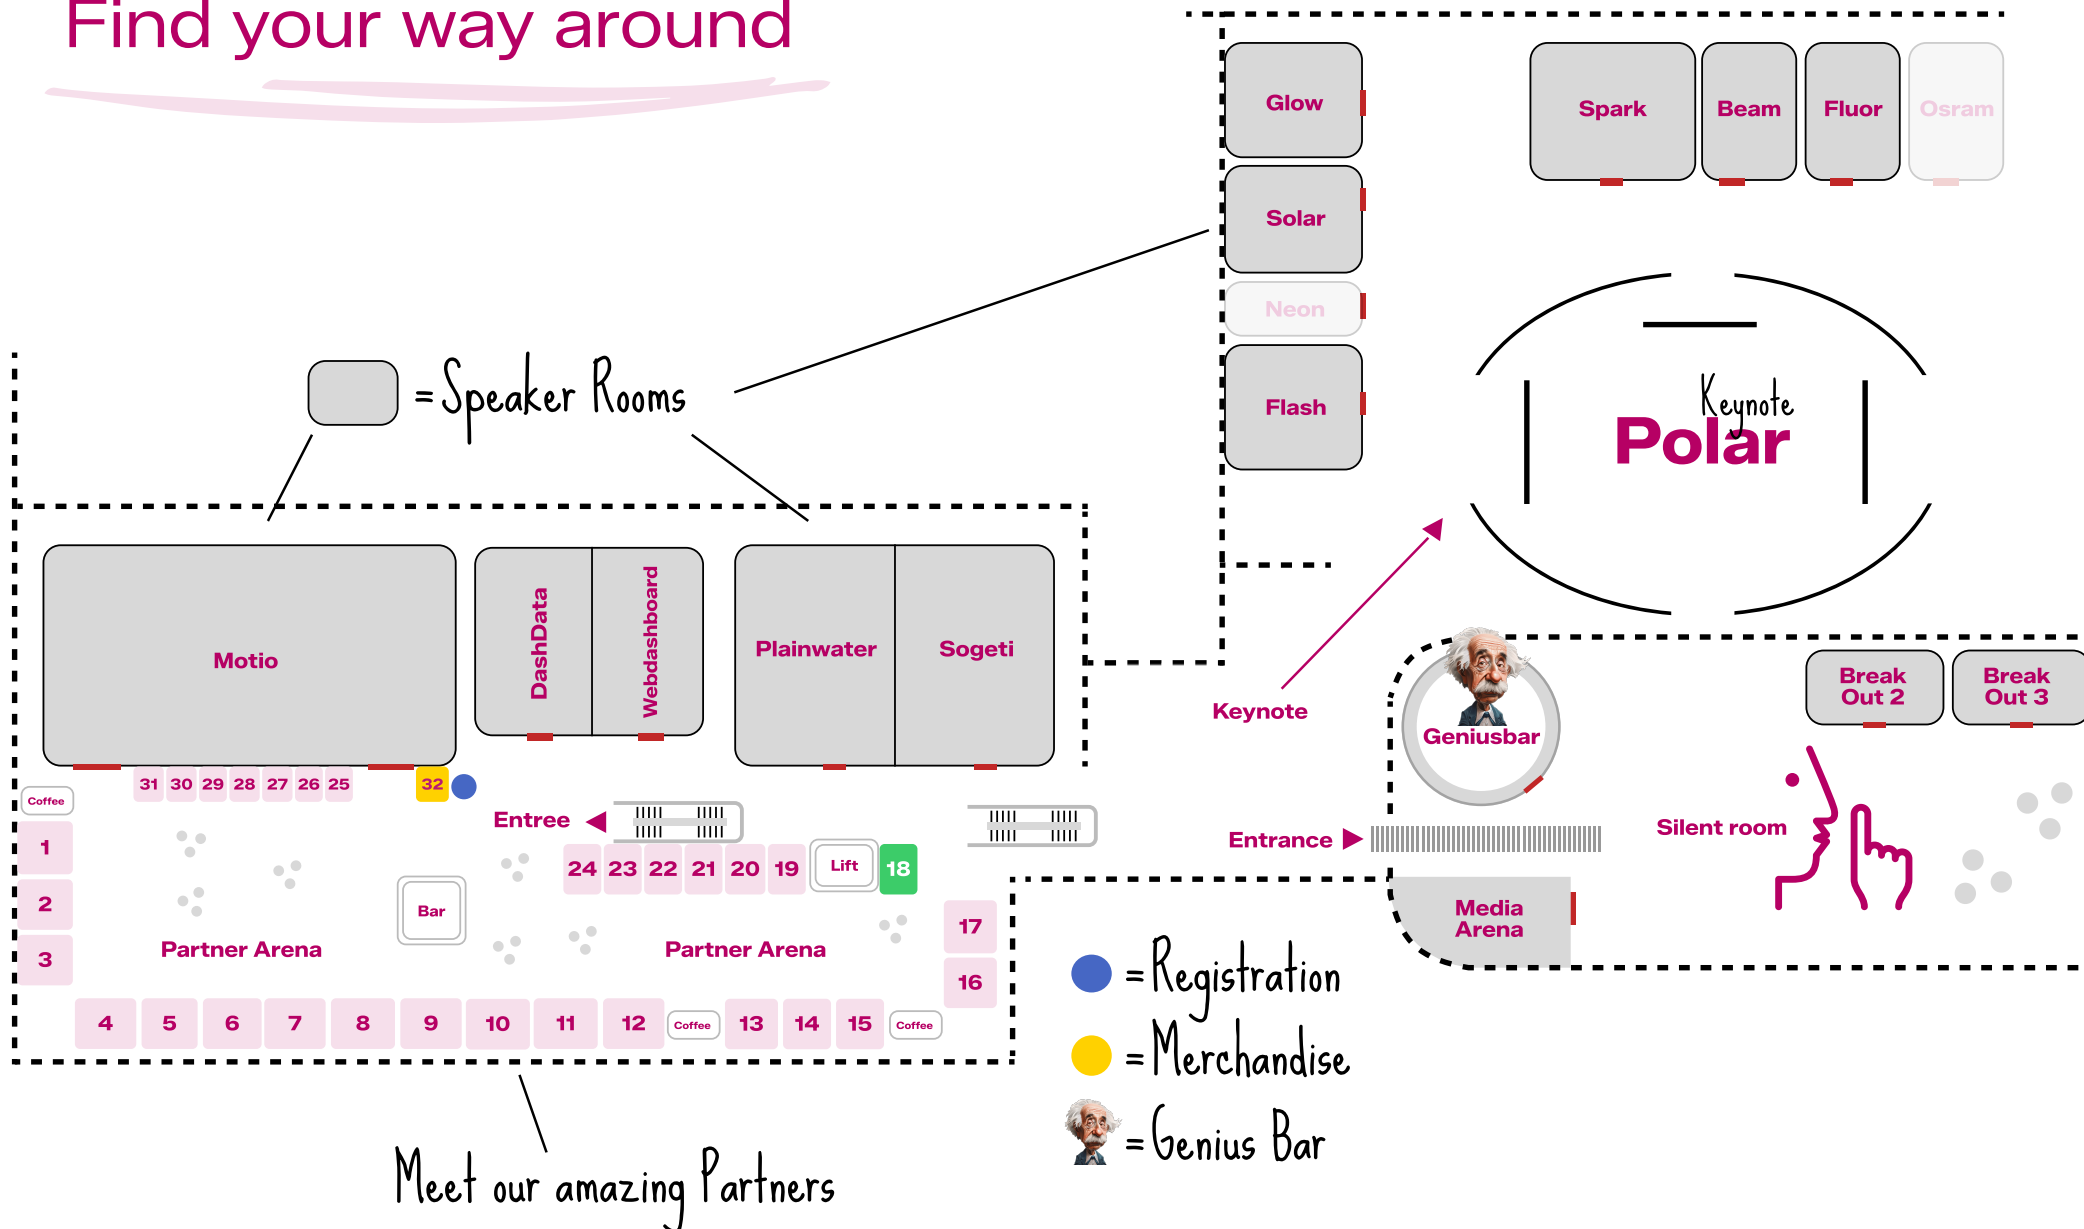 Find your way around
Glow
Solar
Neon
Flash
Spark
Beam
Fluor
Osram
= Speaker Rooms
Keynote
Polar
Motio
DashData
Webdashboard
Plainwater
Sogeti
Keynote
Geniusbar
Break
Out 2
Break
Out 3
Coffee
31
30
29
28
27
26
25
32
Entree
Entrance
Silent room
1
2
3
24
23
22
21
20
19
Lift
18
Bar
Partner Arena
Partner Arena
17
16
Media
Arena
4
5
6
7
8
9
10
11
12
Coffee
13
14
15
Coffee
= Registration
= Merchandise
= Genius Bar
Meet our amazing Partners